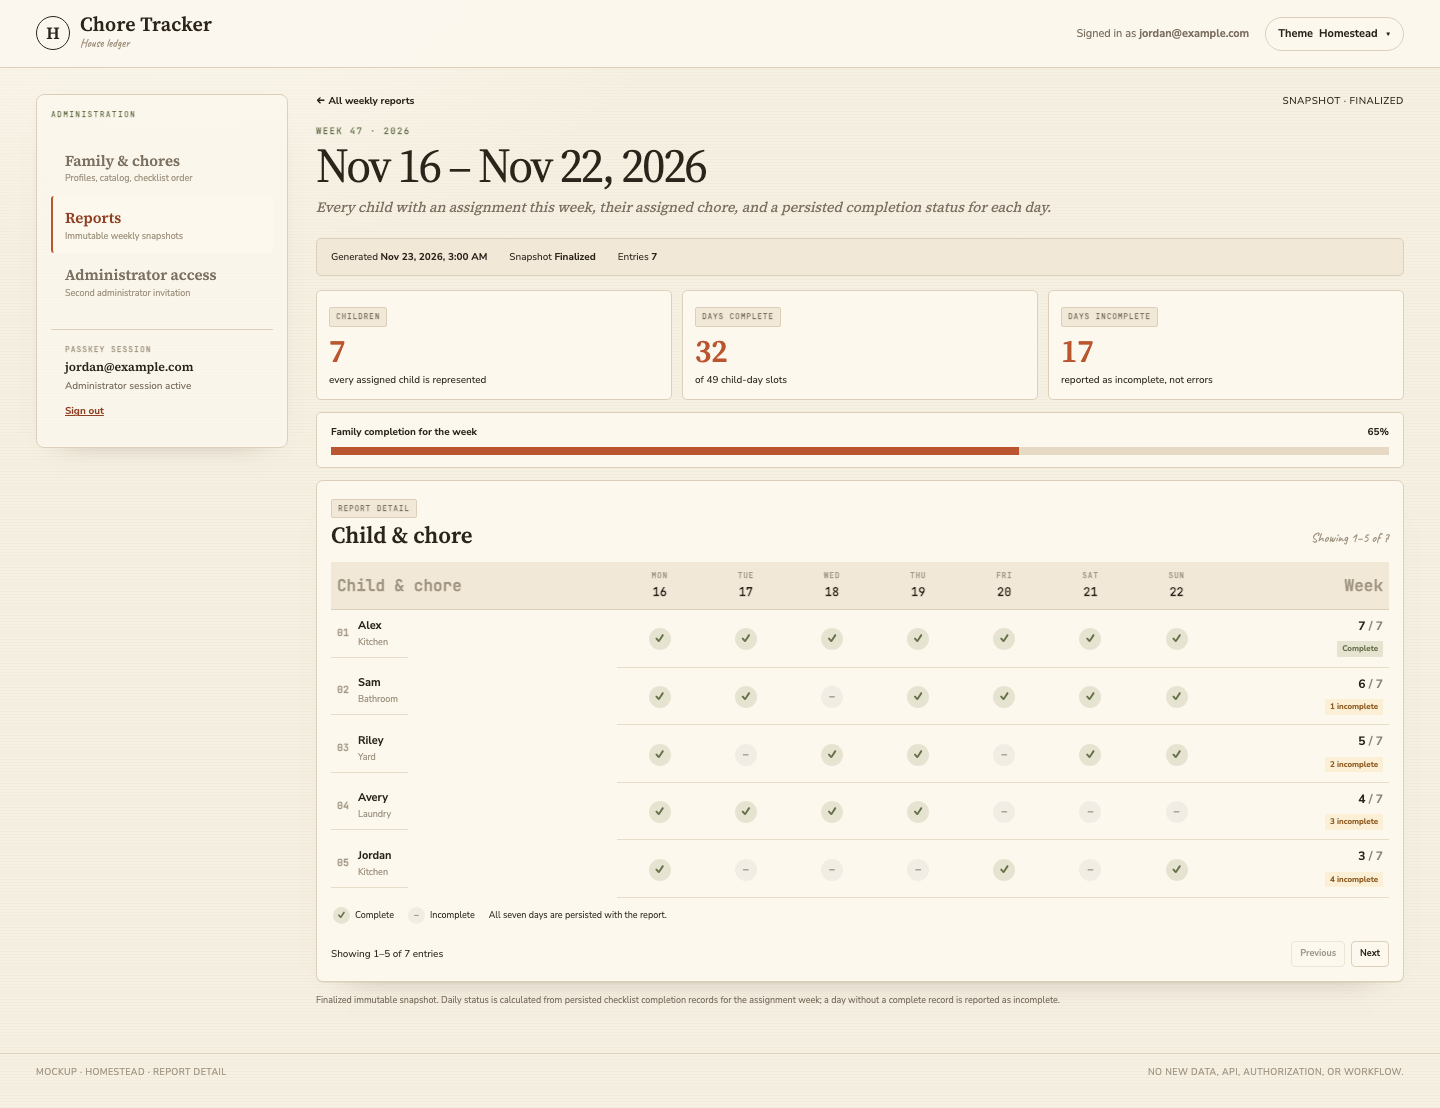 H
Chore Tracker
House ledger
Signed in as jordan@example.com
Theme Homestead ▾
ADMINISTRATION
Family & chores
Profiles, catalog, checklist order
Reports
Immutable weekly snapshots
Administrator access
Second administrator invitation
PASSKEY SESSION
jordan@example.com
Administrator session active
Sign out
← All weekly reports
SNAPSHOT · FINALIZED
WEEK 47 · 2026
Nov 16 – Nov 22, 2026
Every child with an assignment this week, their assigned chore, and a persisted completion status for each day.
Generated Nov 23, 2026, 3:00 AM Snapshot Finalized Entries 7
CHILDREN
7
every assigned child is represented
DAYS COMPLETE
32
of 49 child-day slots
DAYS INCOMPLETE
17
reported as incomplete, not errors
Family completion for the week 65%
REPORT DETAIL
Child & chore
Showing 1–5 of 7
Child & chore MON 16 TUE 17 WED 18 THU 19 FRI 20 SAT 21 SUN 22 Week
01 Alex ✓ ✓ ✓ ✓ ✓ ✓ ✓ 7 / 7
Kitchen Complete
02 Sam ✓ ✓ – ✓ ✓ ✓ ✓ 6 / 7
Bathroom 1 incomplete
03 Riley ✓ – ✓ ✓ – ✓ ✓ 5 / 7
Yard 2 incomplete
04 Avery ✓ ✓ ✓ ✓ – – – 4 / 7
Laundry 3 incomplete
05 Jordan ✓ – – – ✓ – ✓ 3 / 7
Kitchen 4 incomplete
✓ Complete – Incomplete All seven days are persisted with the report.
Showing 1–5 of 7 entries
Previous Next
Finalized immutable snapshot. Daily status is calculated from persisted checklist completion records for the assignment week; a day without a complete record is reported as incomplete.
MOCKUP · HOMESTEAD · REPORT DETAIL
NO NEW DATA, API, AUTHORIZATION, OR WORKFLOW.